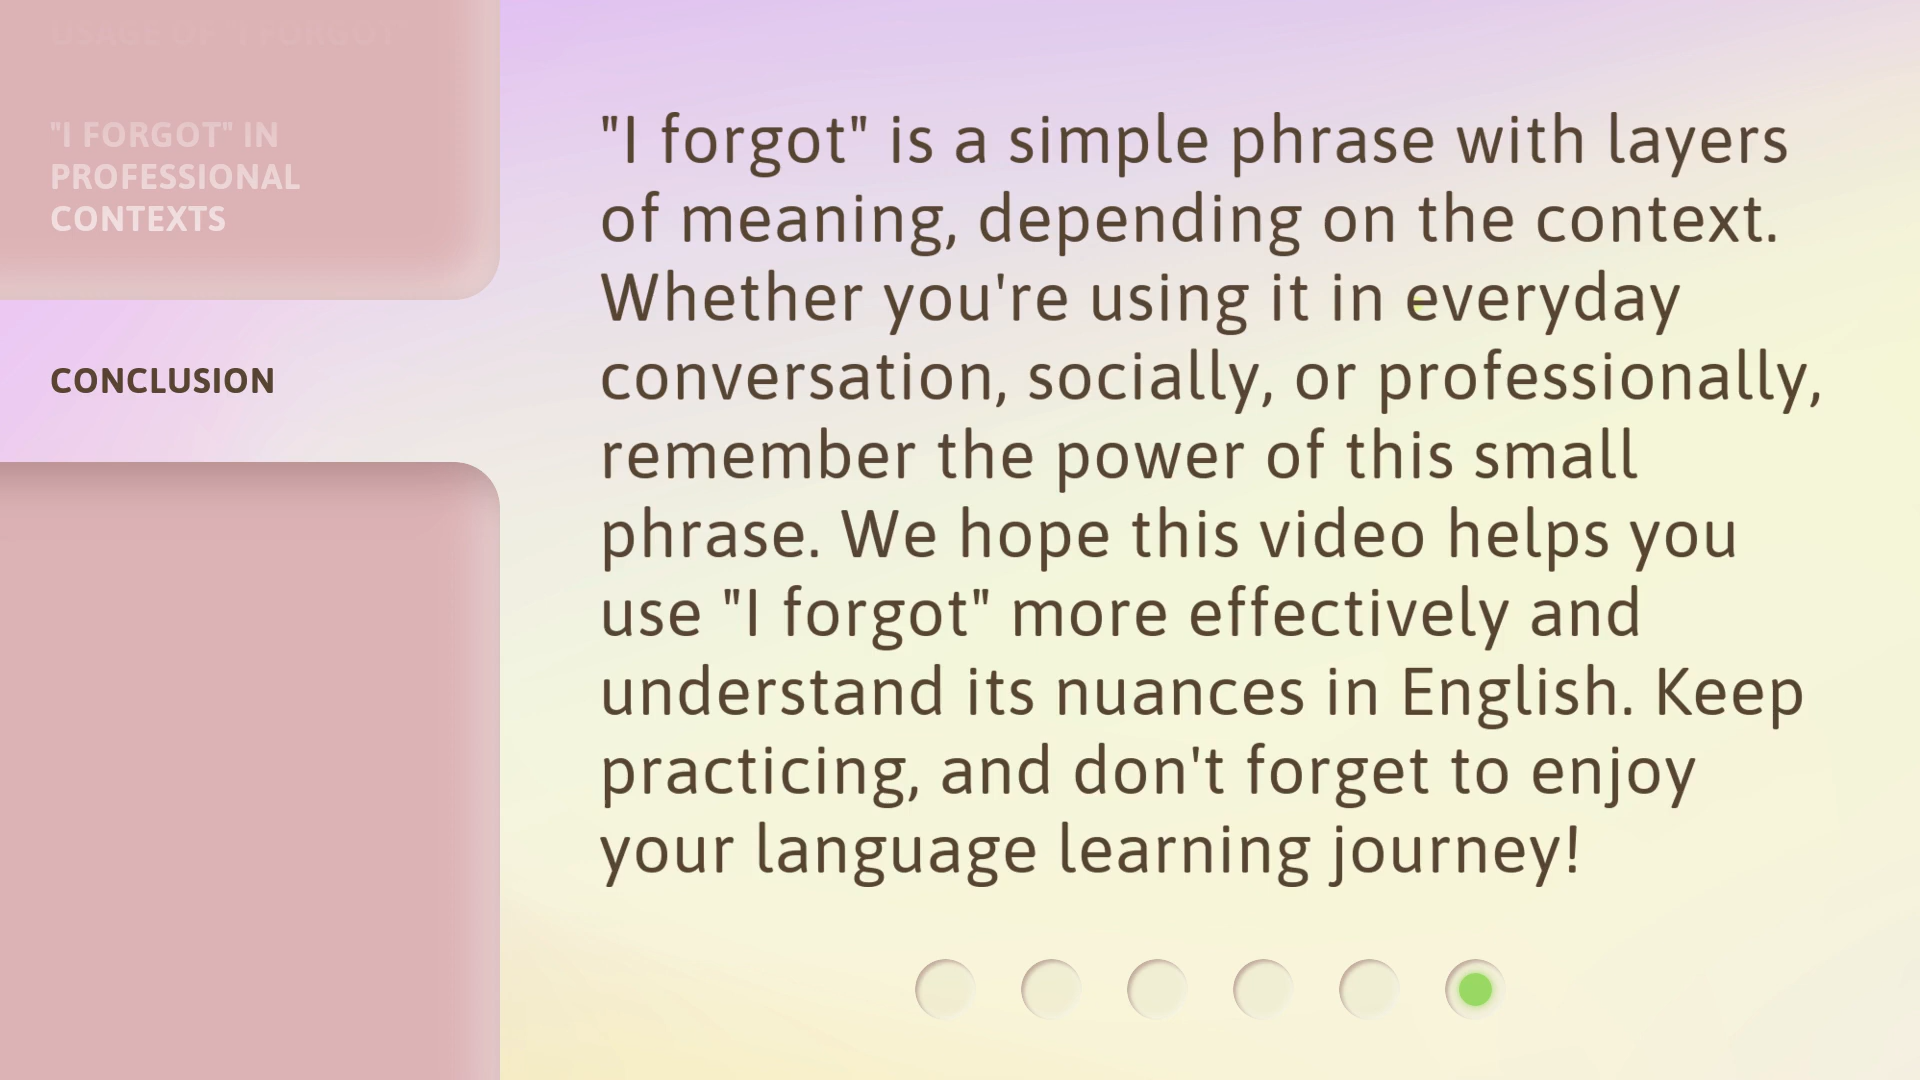 USAGE OF "I FORGOT"
"I FORGOT" IN
PROFESSIONAL
CONTEXTS
CONCLUSION
"I forgot" is a simple phrase with layers
of meaning, depending on the context.
Whether you're using it in everyday
conversation, socially, or professionally,
remember the power of this small
phrase. We hope this video helps you
use "I forgot" more effectively and
understand its nuances in English. Keep
practicing, and don't forget to enjoy
your language learning journey!